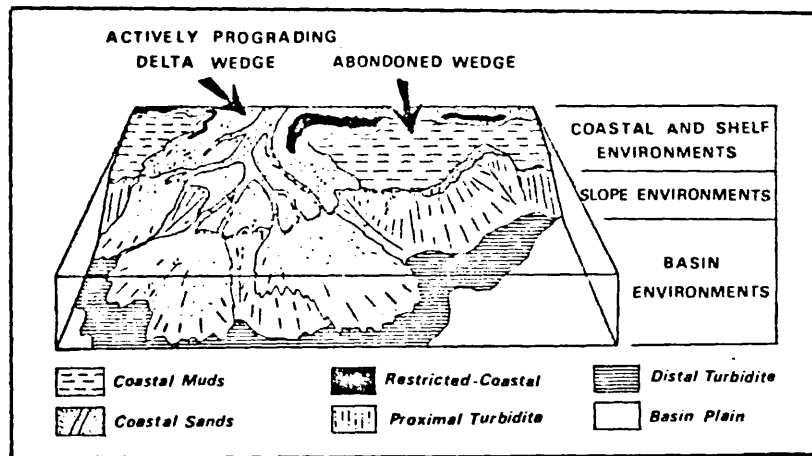 ACTIVELY PROGRADING
DELTA WEDGE
ABONDONED WEDGE
COASTAL AND SHELF
ENVIRONMENTS
SLOPE ENVIRONMENTS
BASIN
ENVIRONMENTS
Coastal Muds
Restricted-Coastal
Distal Turbidite
Coastal Sands
Proximal Turbidite
Basin Plain